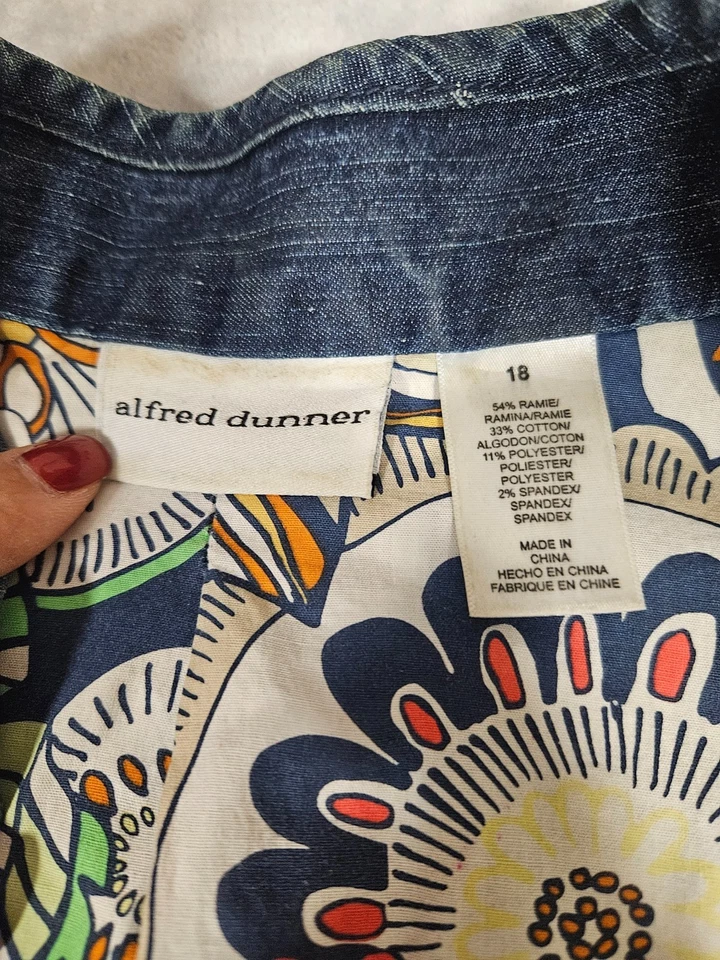 alfred dunner
18
54% RAMIE/
RAMINA/RAMIE
33% COTTON/
ALGODON/COTON
11% POLYESTER/
POLIESTER/
POLYESTER
2% SPANDEX/
SPANDEX/
SPANDEX
MADE IN
CHINA
HECHO EN CHINA
FABRIQUE EN CHINE